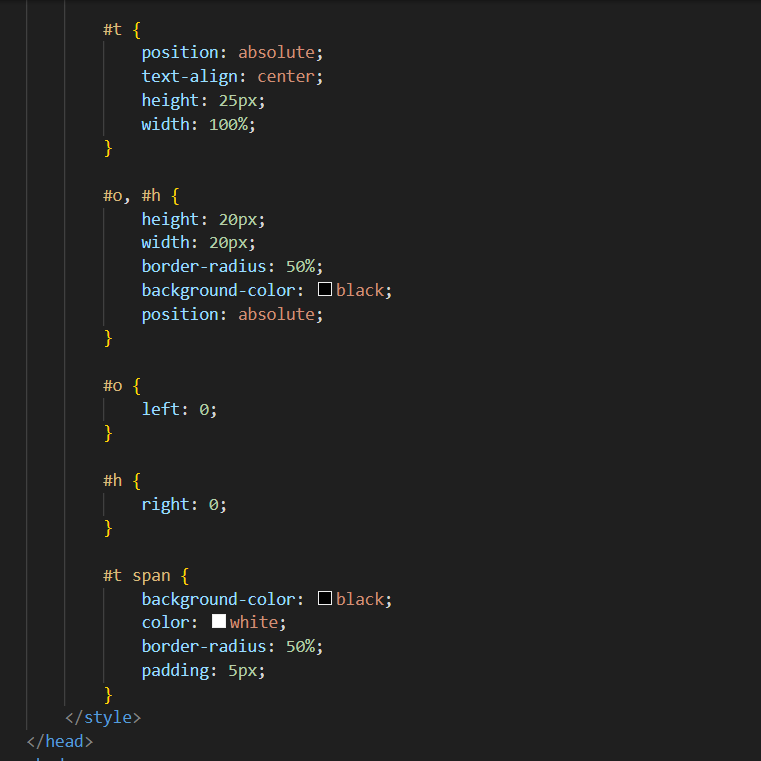 #t {
position: absolute;
text-align: center;
height: 25px;
width: 100%;
}
#o, #h {
height: 20px;
width: 20px;
border-radius: 50%;
background-color: black;
position: absolute;
}
#o {
left: 0;
}
#h {
right: 0;
}
#t span {
background-color: black;
color: white;
border-radius: 50%;
padding: 5px;
}
</style>
</head>